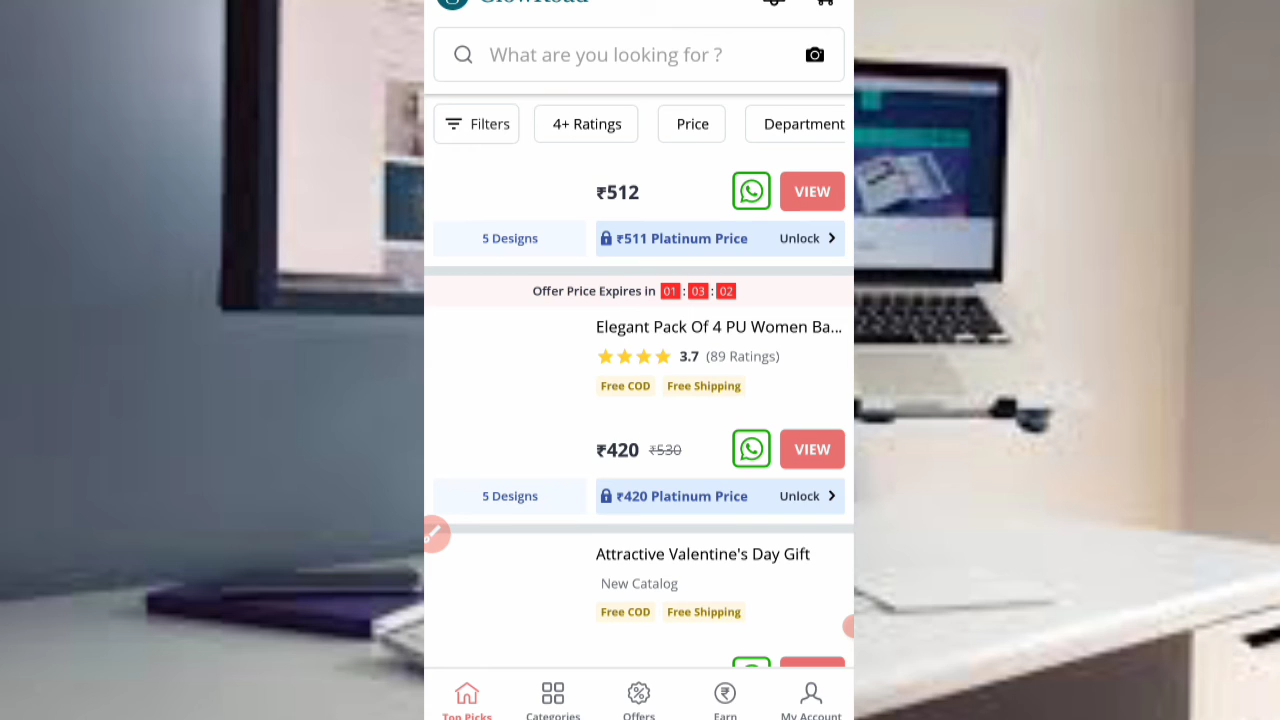 GlowRoad
What are you looking for ?
Filters 4+ Ratings Price Department
₹512 VIEW
5 Designs ₹511 Platinum Price Unlock
Offer Price Expires in 01 : 03 : 02
Elegant Pack Of 4 PU Women Ba...
3.7 (89 Ratings)
Free COD Free Shipping
₹420 ₹530 VIEW
5 Designs ₹420 Platinum Price Unlock
Attractive Valentine's Day Gift
New Catalog
Free COD Free Shipping
Top Picks Categories Offers Earn My Account